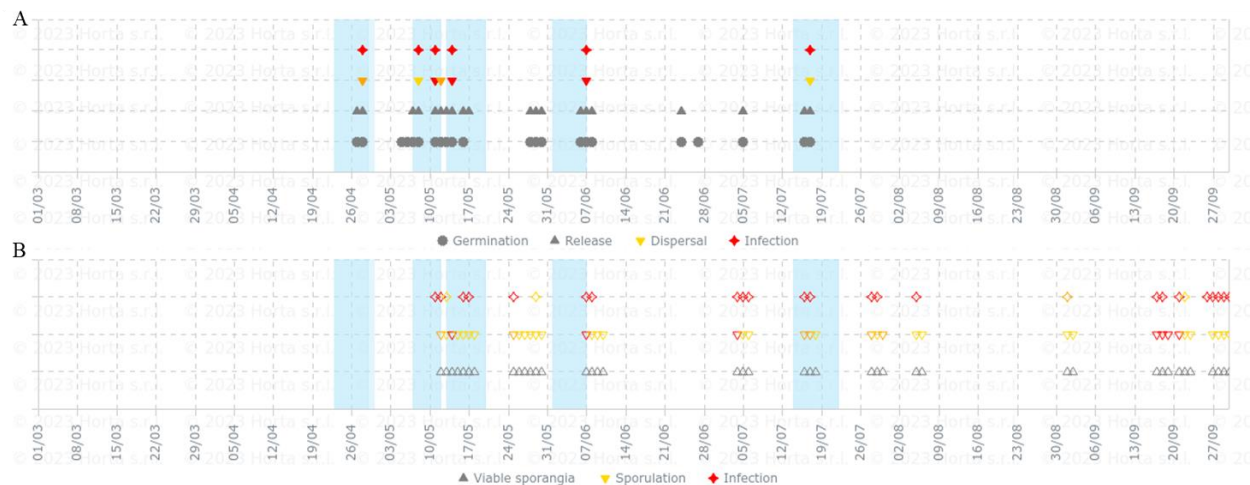 A
© 2023 Horta s.r.l.
01/03 08/03 15/03 22/03 29/03 05/04 12/04 19/04 26/04 03/05 10/05 17/05 24/05 31/05 07/06 14/06 21/06 28/06 05/07 12/07 19/07 26/07 02/08 09/08 16/08 23/08 30/08 06/09 13/09 20/09 27/09
Germination Release Dispersal Infection
B
© 2023 Horta s.r.l.
01/03 08/03 15/03 22/03 29/03 05/04 12/04 19/04 26/04 03/05 10/05 17/05 24/05 31/05 07/06 14/06 21/06 28/06 05/07 12/07 19/07 26/07 02/08 09/08 16/08 23/08 30/08 06/09 13/09 20/09 27/09
Viable sporangia Sporulation Infection